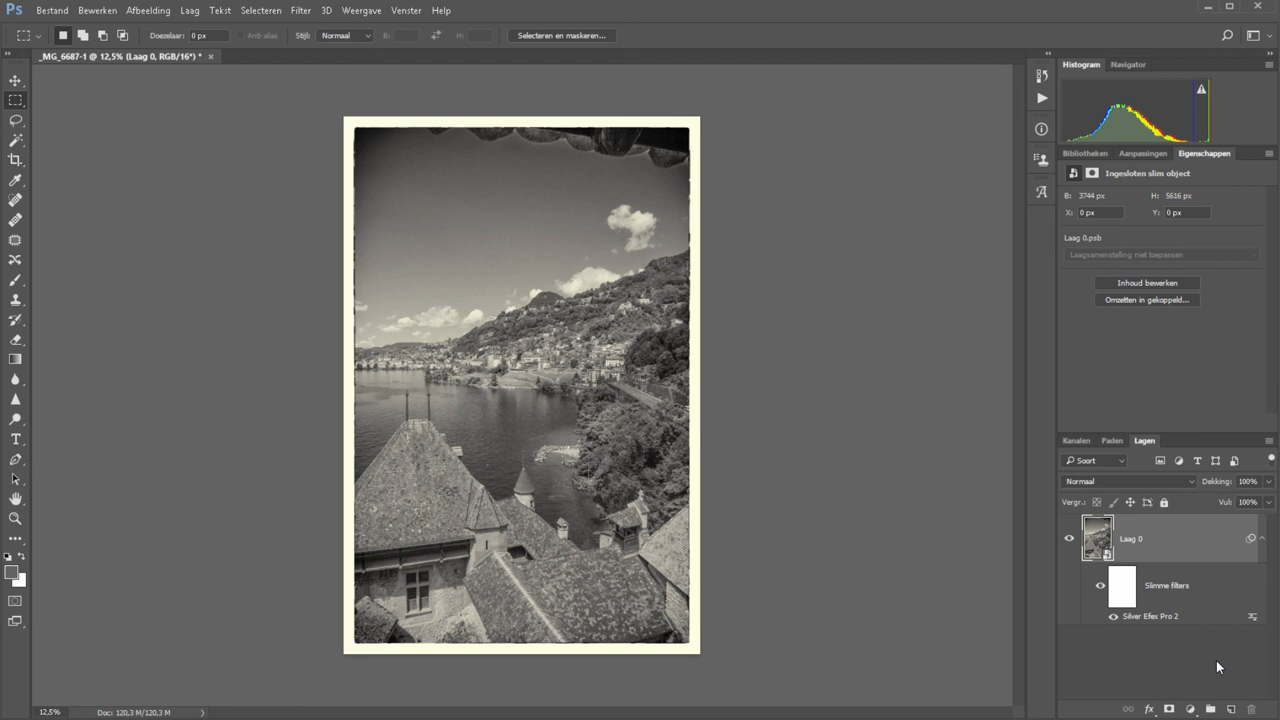 Ps Bestand Bewerken Afbeelding Laag Tekst Selecteren Filter 3D Weergave Venster Help
Doezelaar: 0 px Anti-alias Stijl: Normaal B: H: Selecteren en maskeren...
_MG_6687-1 @ 12,5% (Laag 0, RGB/16*) * ×
Histogram Navigator
Bibliotheken Aanpassingen Eigenschappen
Ingesloten slim object
B: 3744 px H: 5616 px
X: 0 px Y: 0 px
Laag 0.psb
Laagsamenstelling niet toepassen
Inhoud bewerken
Omzetten in gekoppeld...
Kanalen Paden Lagen
Soort
Normaal Dekking: 100%
Vergr.: Vul: 100%
Laag 0
Slimme filters
Silver Efex Pro 2
12,5% Doc: 120,3 M/120,3 M